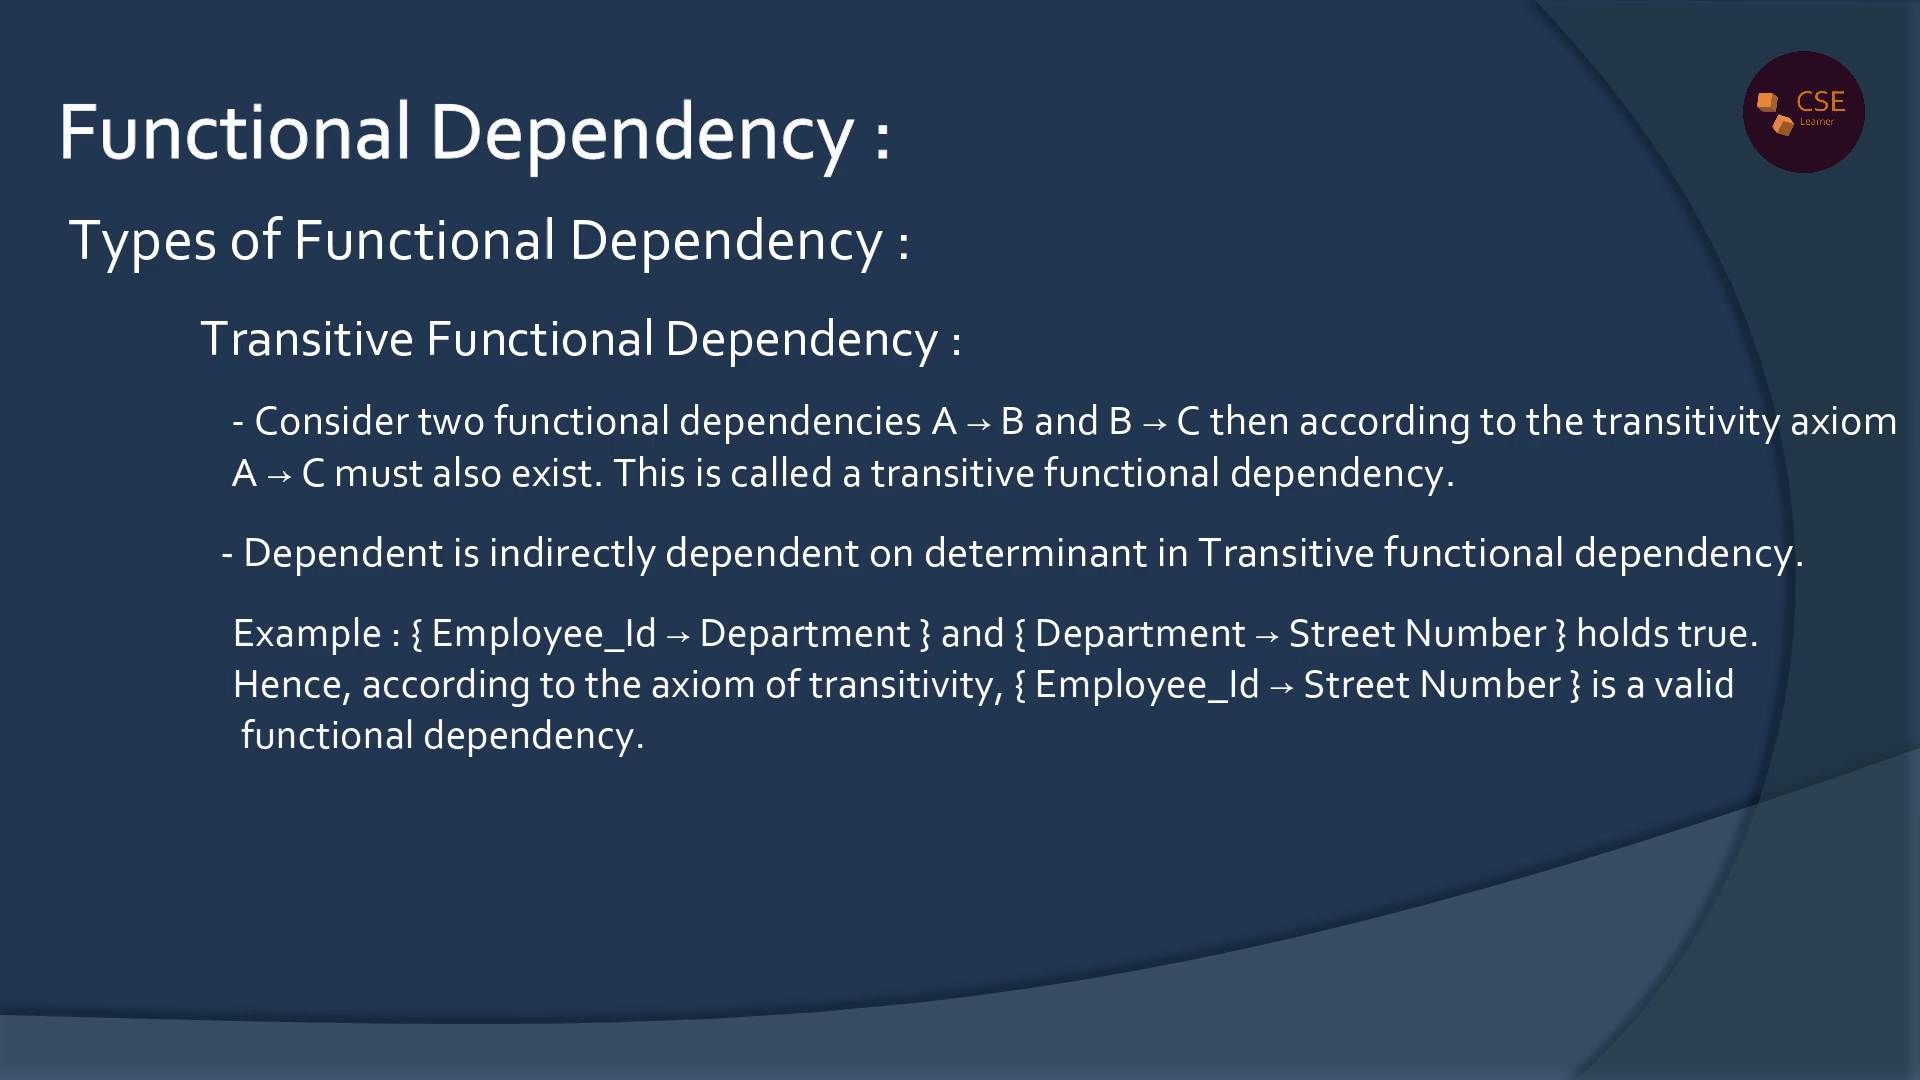 CSE
Learner
Functional Dependency :
Types of Functional Dependency :
Transitive Functional Dependency :
- Consider two functional dependencies A → B and B → C then according to the transitivity axiom
A → C must also exist. This is called a transitive functional dependency.
- Dependent is indirectly dependent on determinant in Transitive functional dependency.
Example : { Employee_Id → Department } and { Department → Street Number } holds true.
Hence, according to the axiom of transitivity, { Employee_Id → Street Number } is a valid
functional dependency.